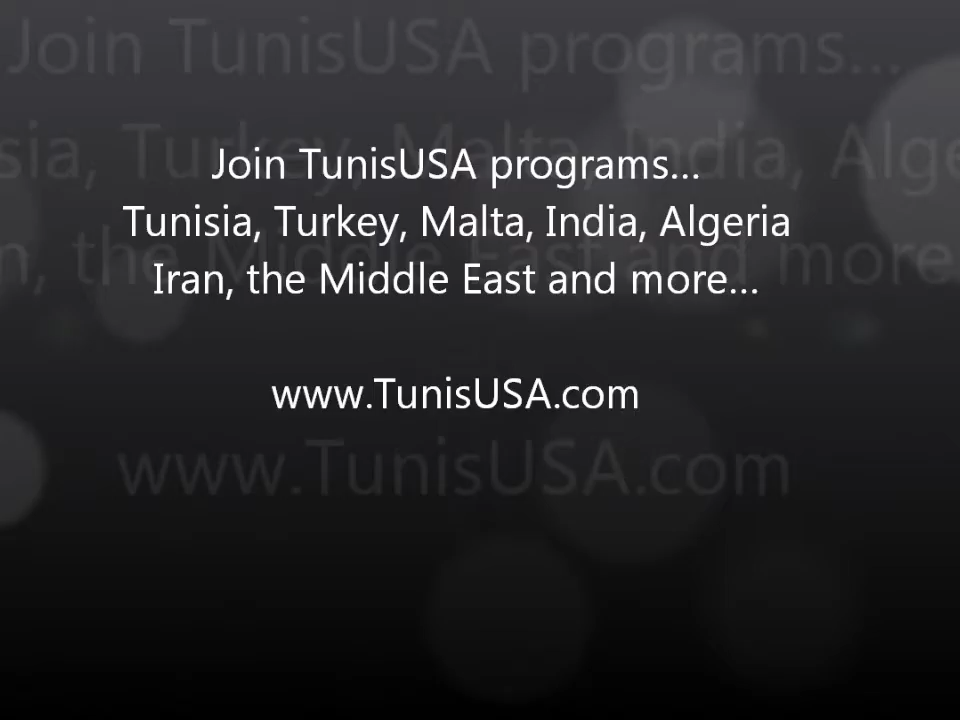 Join TunisUSA programs...
Tunisia, Turkey, Malta, India, Algeria
Iran, the Middle East and more...
www.TunisUSA.com